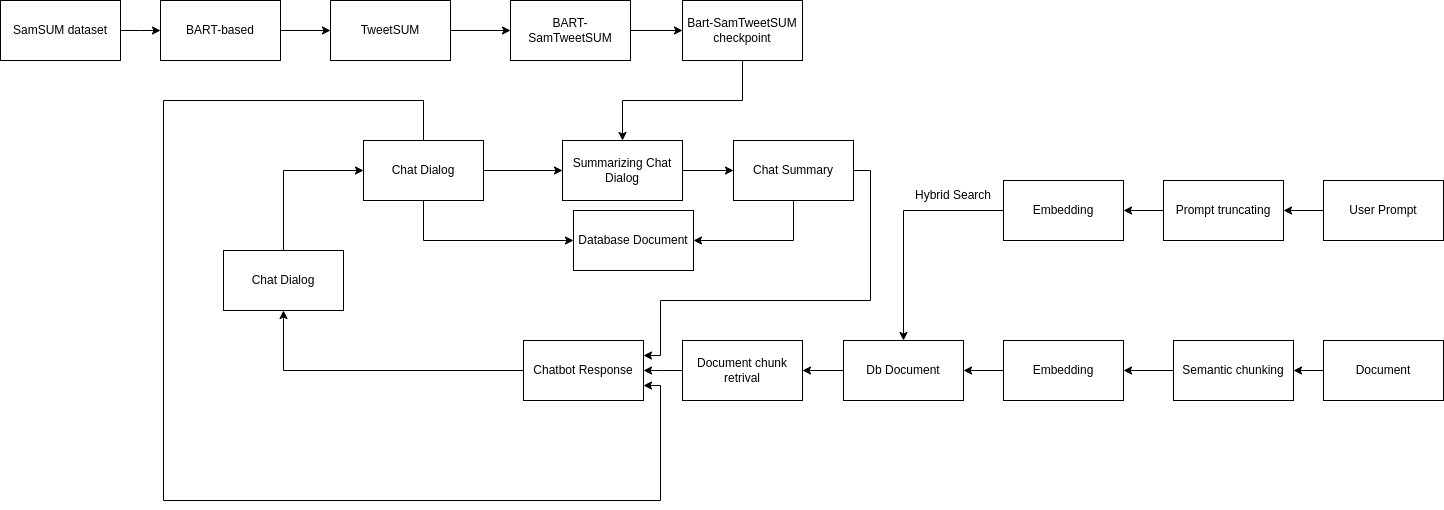 SamSUM dataset
BART-based
TweetSUM
BART-
SamTweetSUM
Bart-SamTweetSUM
checkpoint
Chat Dialog
Summarizing Chat
Dialog
Chat Summary
Hybrid Search
Embedding
Prompt truncating
User Prompt
Database Document
Chat Dialog
Chatbot Response
Document chunk
retrival
Db Document
Embedding
Semantic chunking
Document